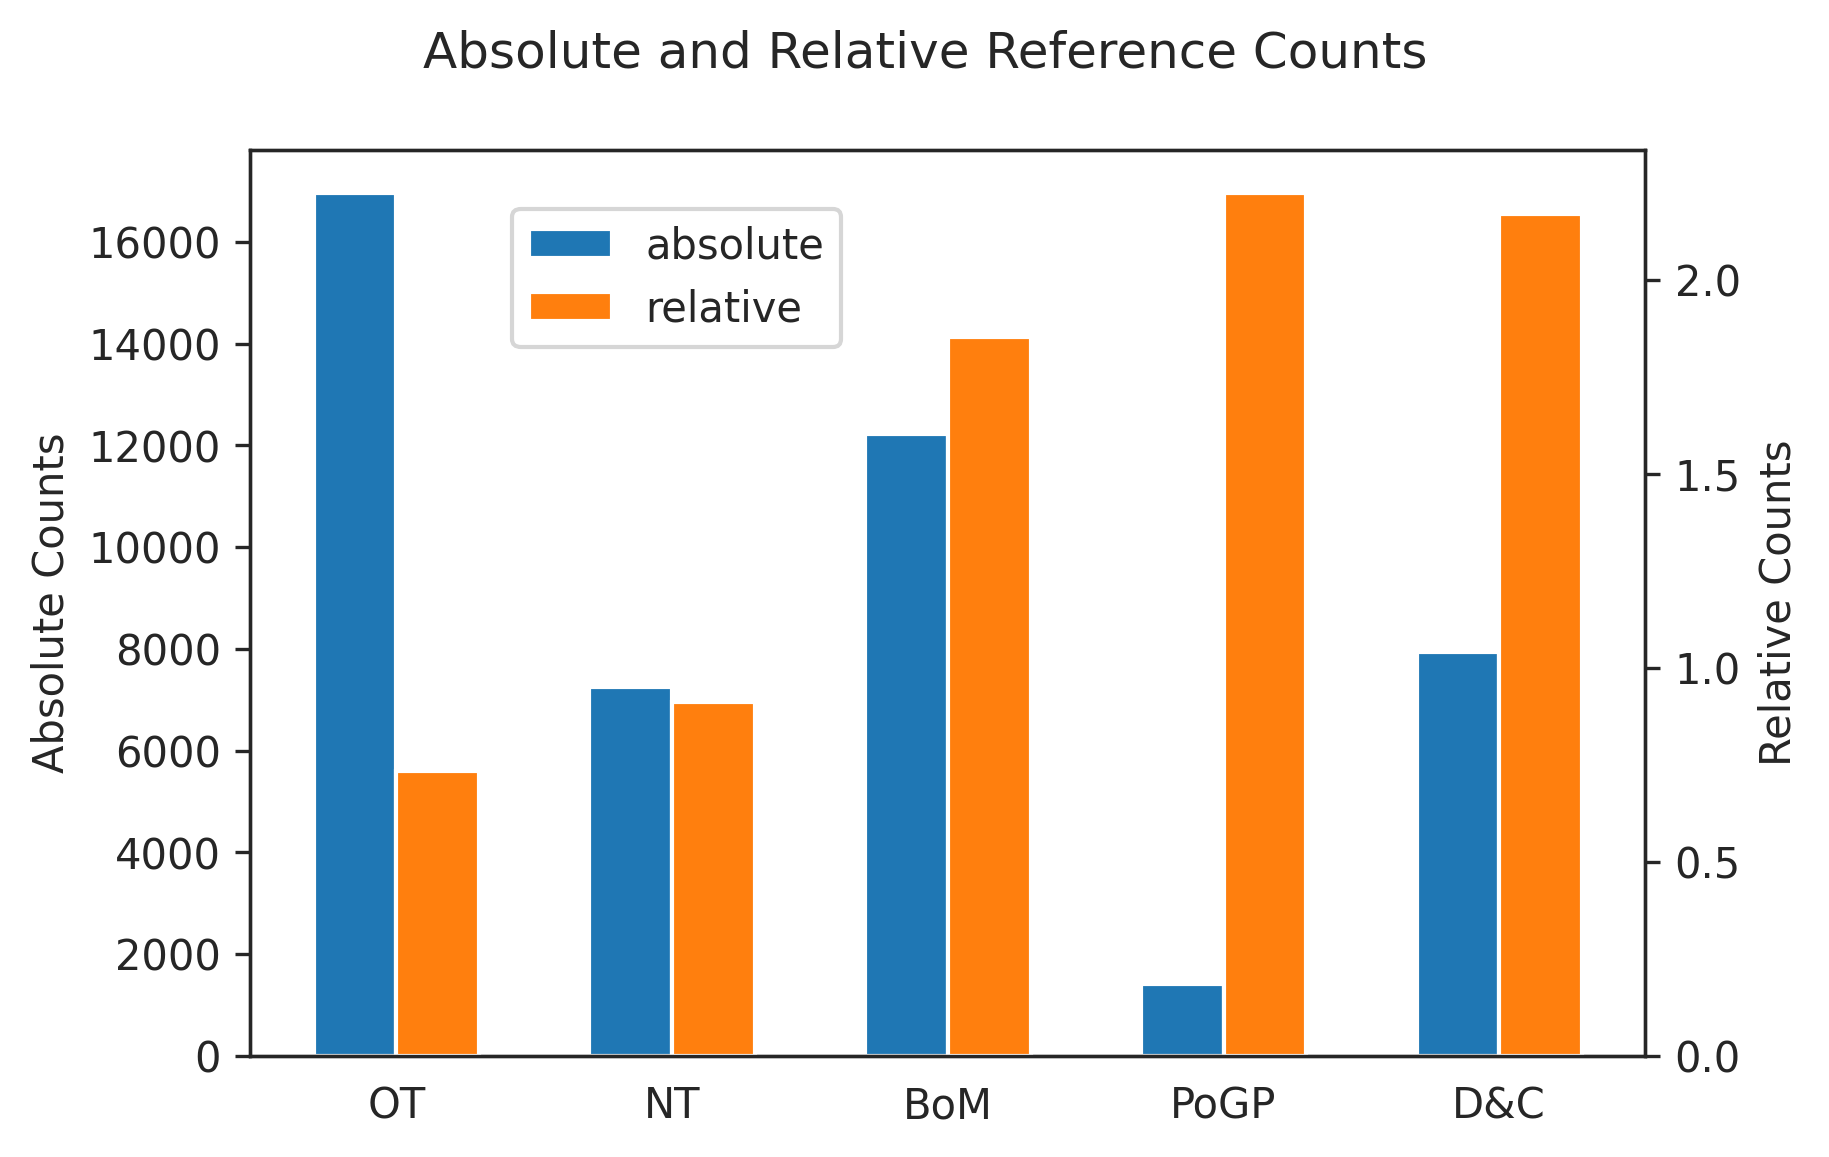 Absolute and Relative Reference Counts
absolute
relative
Absolute Counts
16000
14000
12000
10000
8000
6000
4000
2000
0
2.0
1.5
1.0
0.5
0.0
Relative Counts
OT NT BoM PoGP D&C